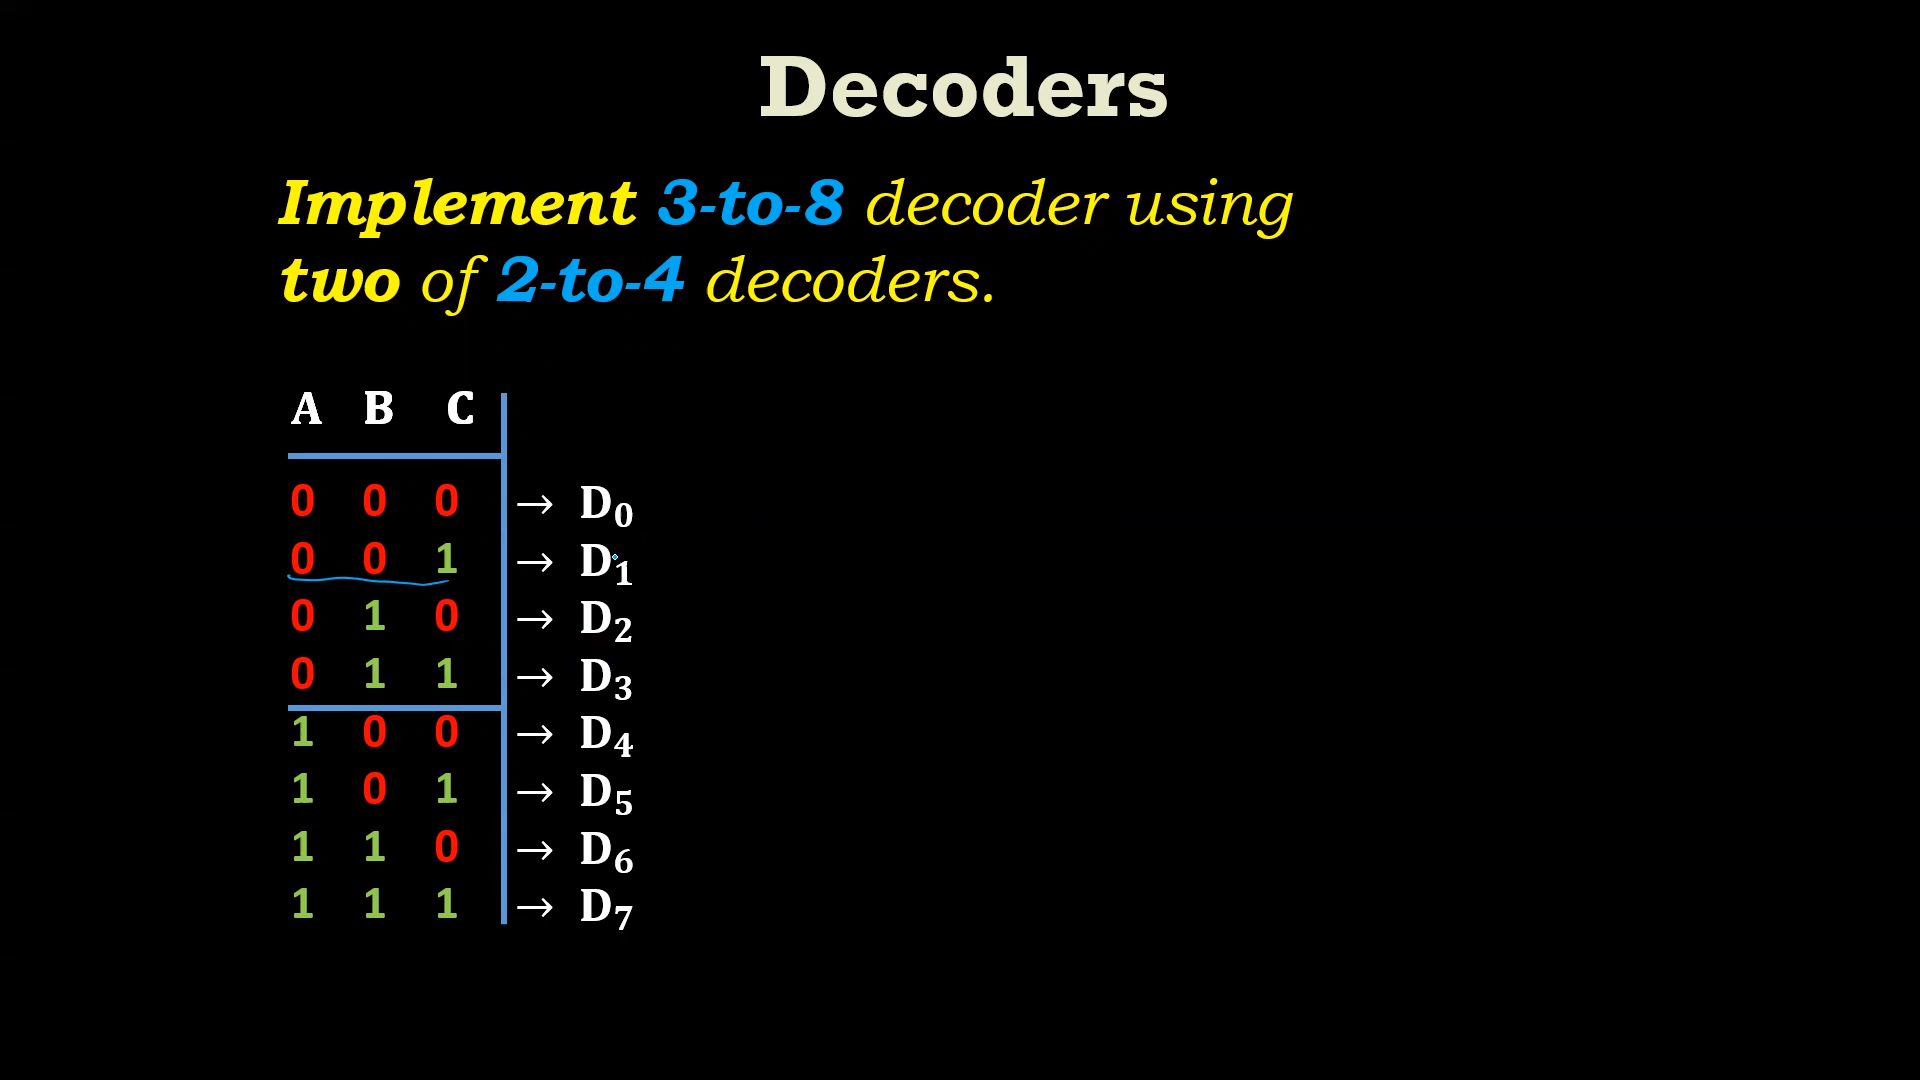 Decoders
Implement 3-to-8 decoder using
two of 2-to-4 decoders.
A B C
0 0 0 → D₀
0 0 1 → D₁
0 1 0 → D₂
0 1 1 → D₃
1 0 0 → D₄
1 0 1 → D₅
1 1 0 → D₆
1 1 1 → D₇